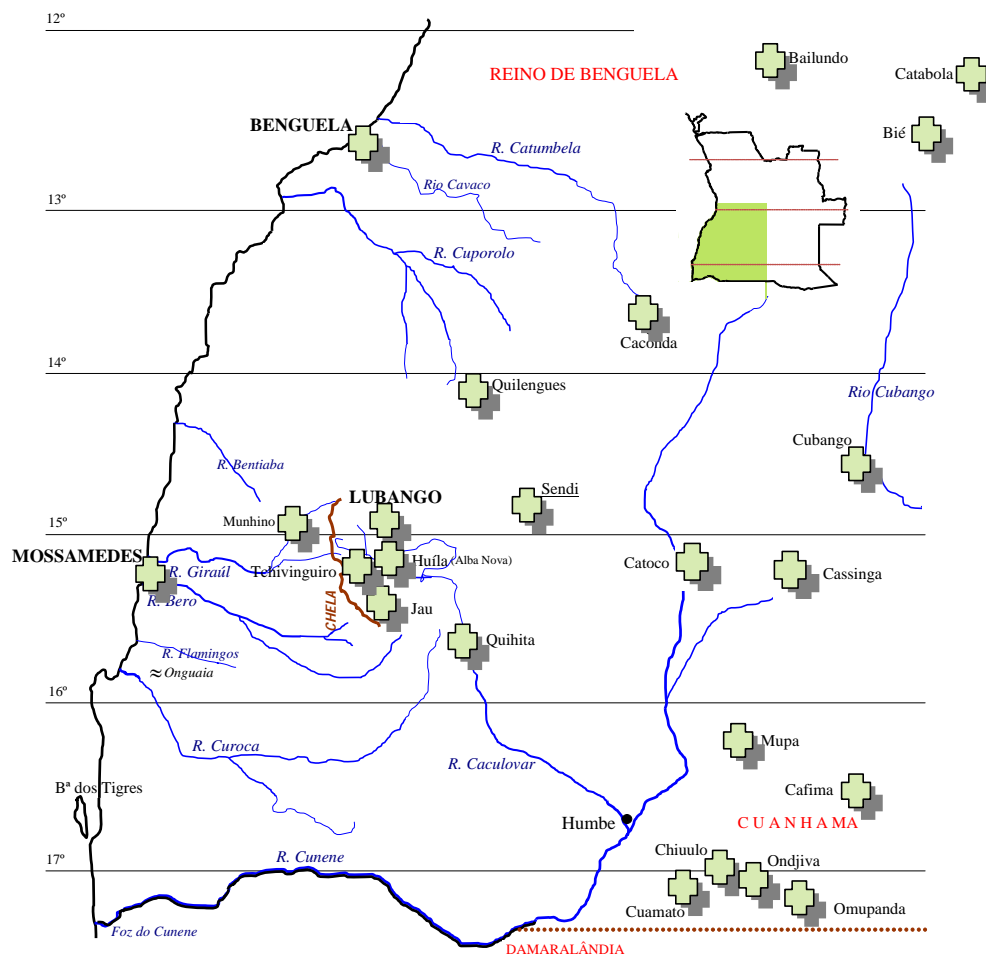 12º
REINO DE BENGUELA
Bailundo
Catabola
BENGUELA
R. Catumbela
Bié
Rio Cavaco
13º
R. Cuporolo
Caconda
14º
Quilengues
Rio Cubango
Cubango
R. Bentiaba
Sendi
LUBANGO
Munhino
15º
MOSSAMEDES
Huíla (Alba Nova)
Catoco
Cassinga
R. Giraúl
Tchivinguiro
R. Bero
CHELA
Jau
Quihita
R. Flamingos
≈ Onguaia
16º
R. Curoca
Mupa
R. Caculovar
Bª dos Tigres
Cafima
Humbe
CUANHAMA
Chiuulo
R. Cunene
Ondjiva
17º
Cuamato
Omupanda
Foz do Cunene
DAMARALÂNDIA